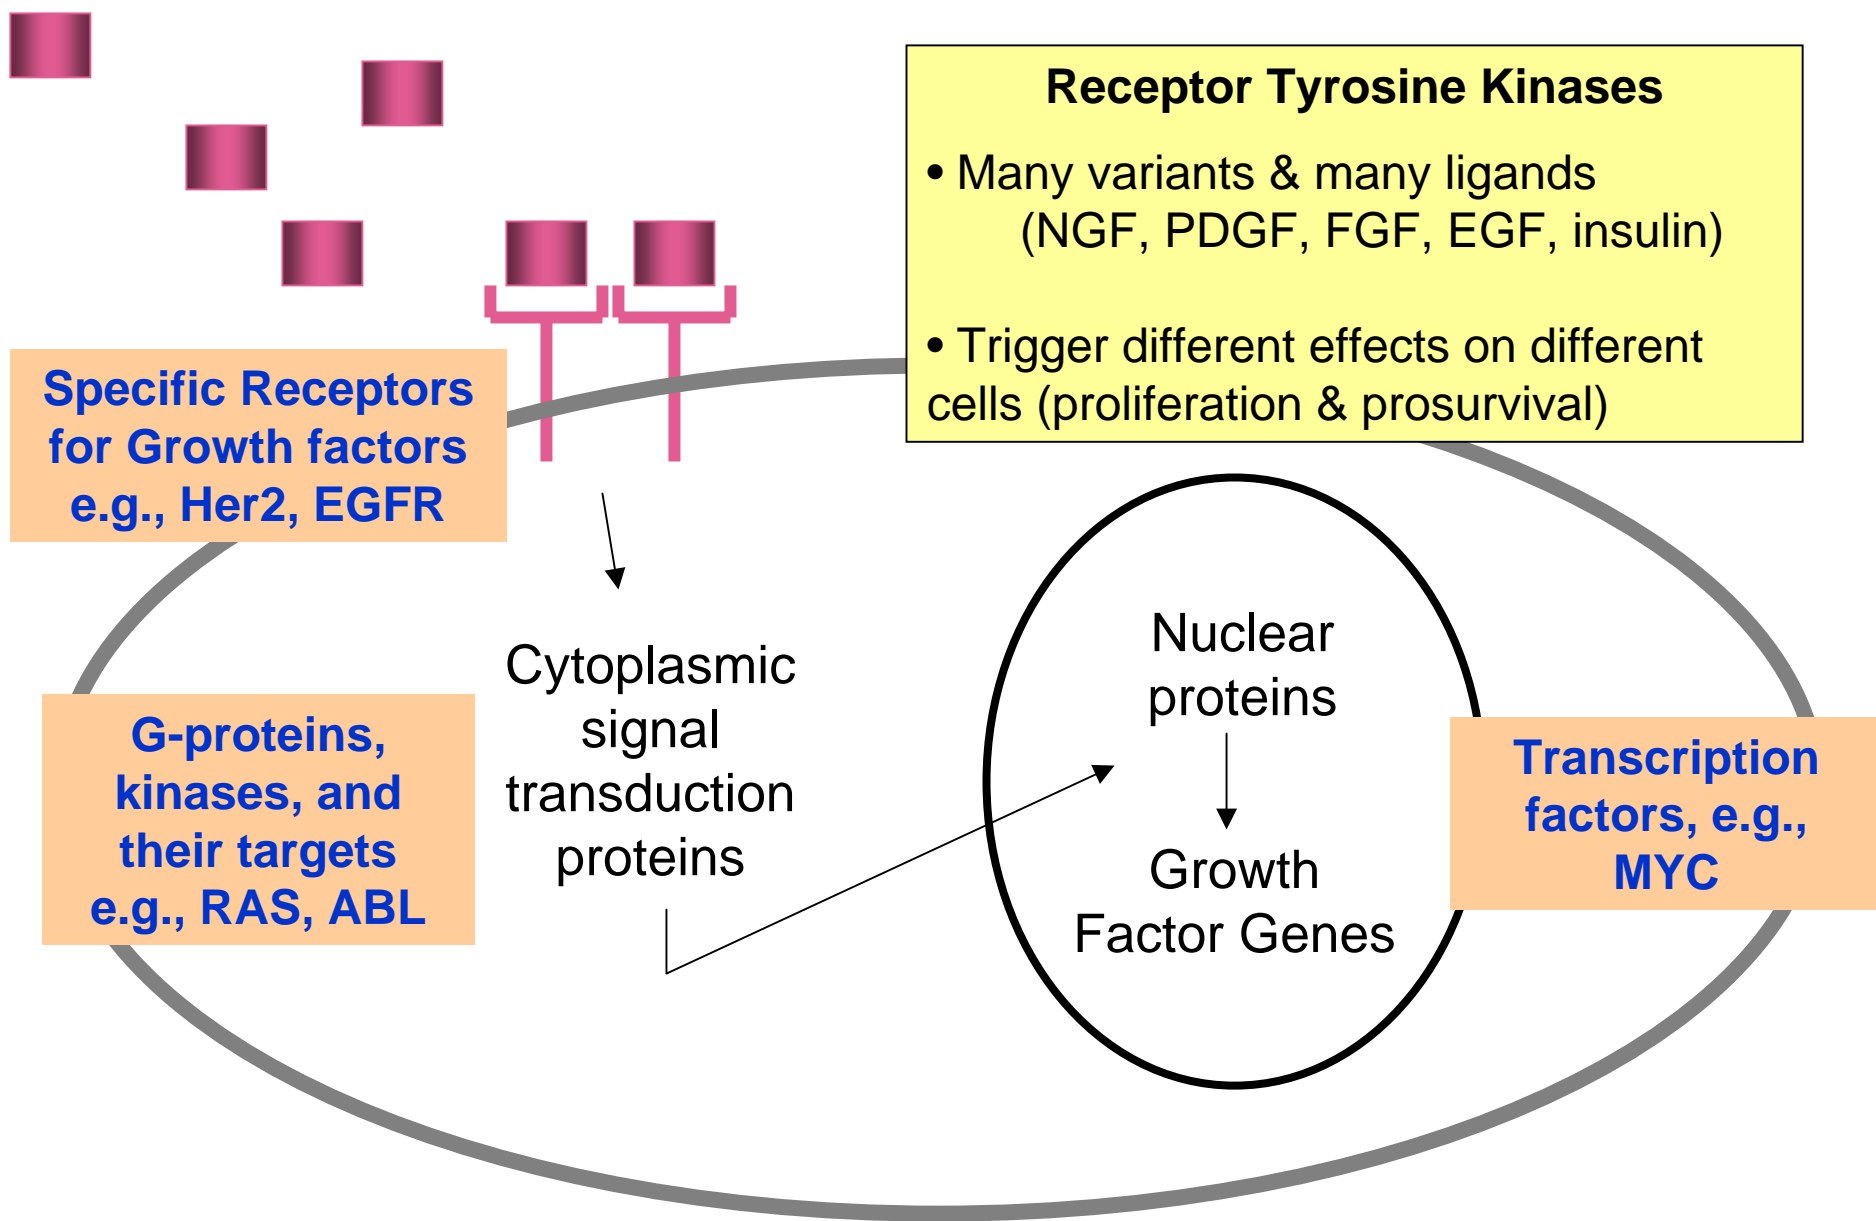 Receptor Tyrosine Kinases
• Many variants & many ligands
(NGF, PDGF, FGF, EGF, insulin)
• Trigger different effects on different
cells (proliferation & prosurvival)
Specific Receptors
for Growth factors
e.g., Her2, EGFR
Cytoplasmic
signal
transduction
proteins
G-proteins,
kinases, and
their targets
e.g., RAS, ABL
Nuclear
proteins
Growth
Factor Genes
Transcription
factors, e.g.,
MYC